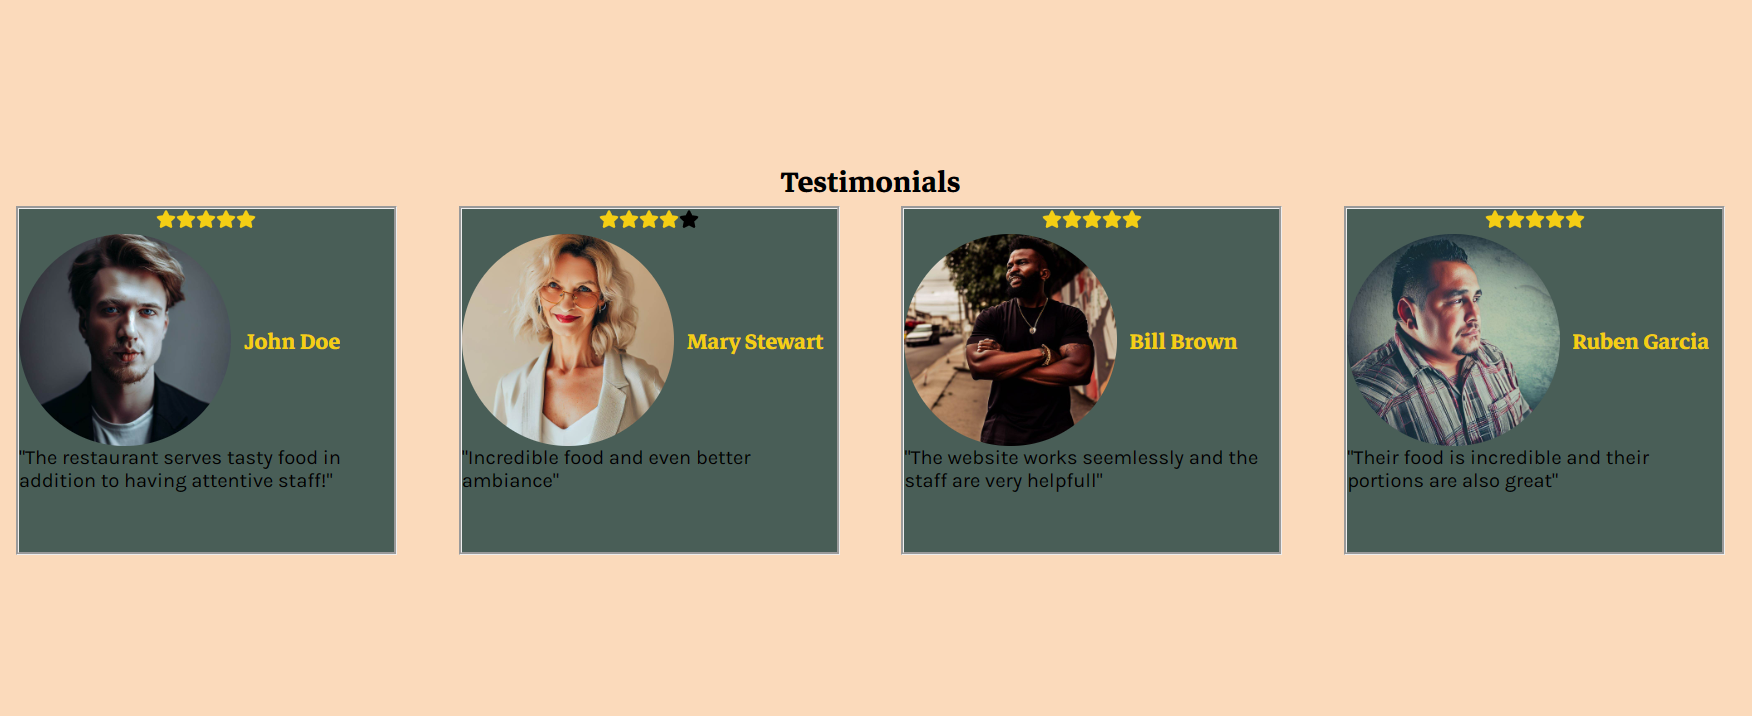 Testimonials
John Doe
"The restaurant serves tasty food in
addition to having attentive staff!"
Mary Stewart
"Incredible food and even better
ambiance"
Bill Brown
"The website works seemlessly and the
staff are very helpfull"
Ruben Garcia
"Their food is incredible and their
portions are also great"